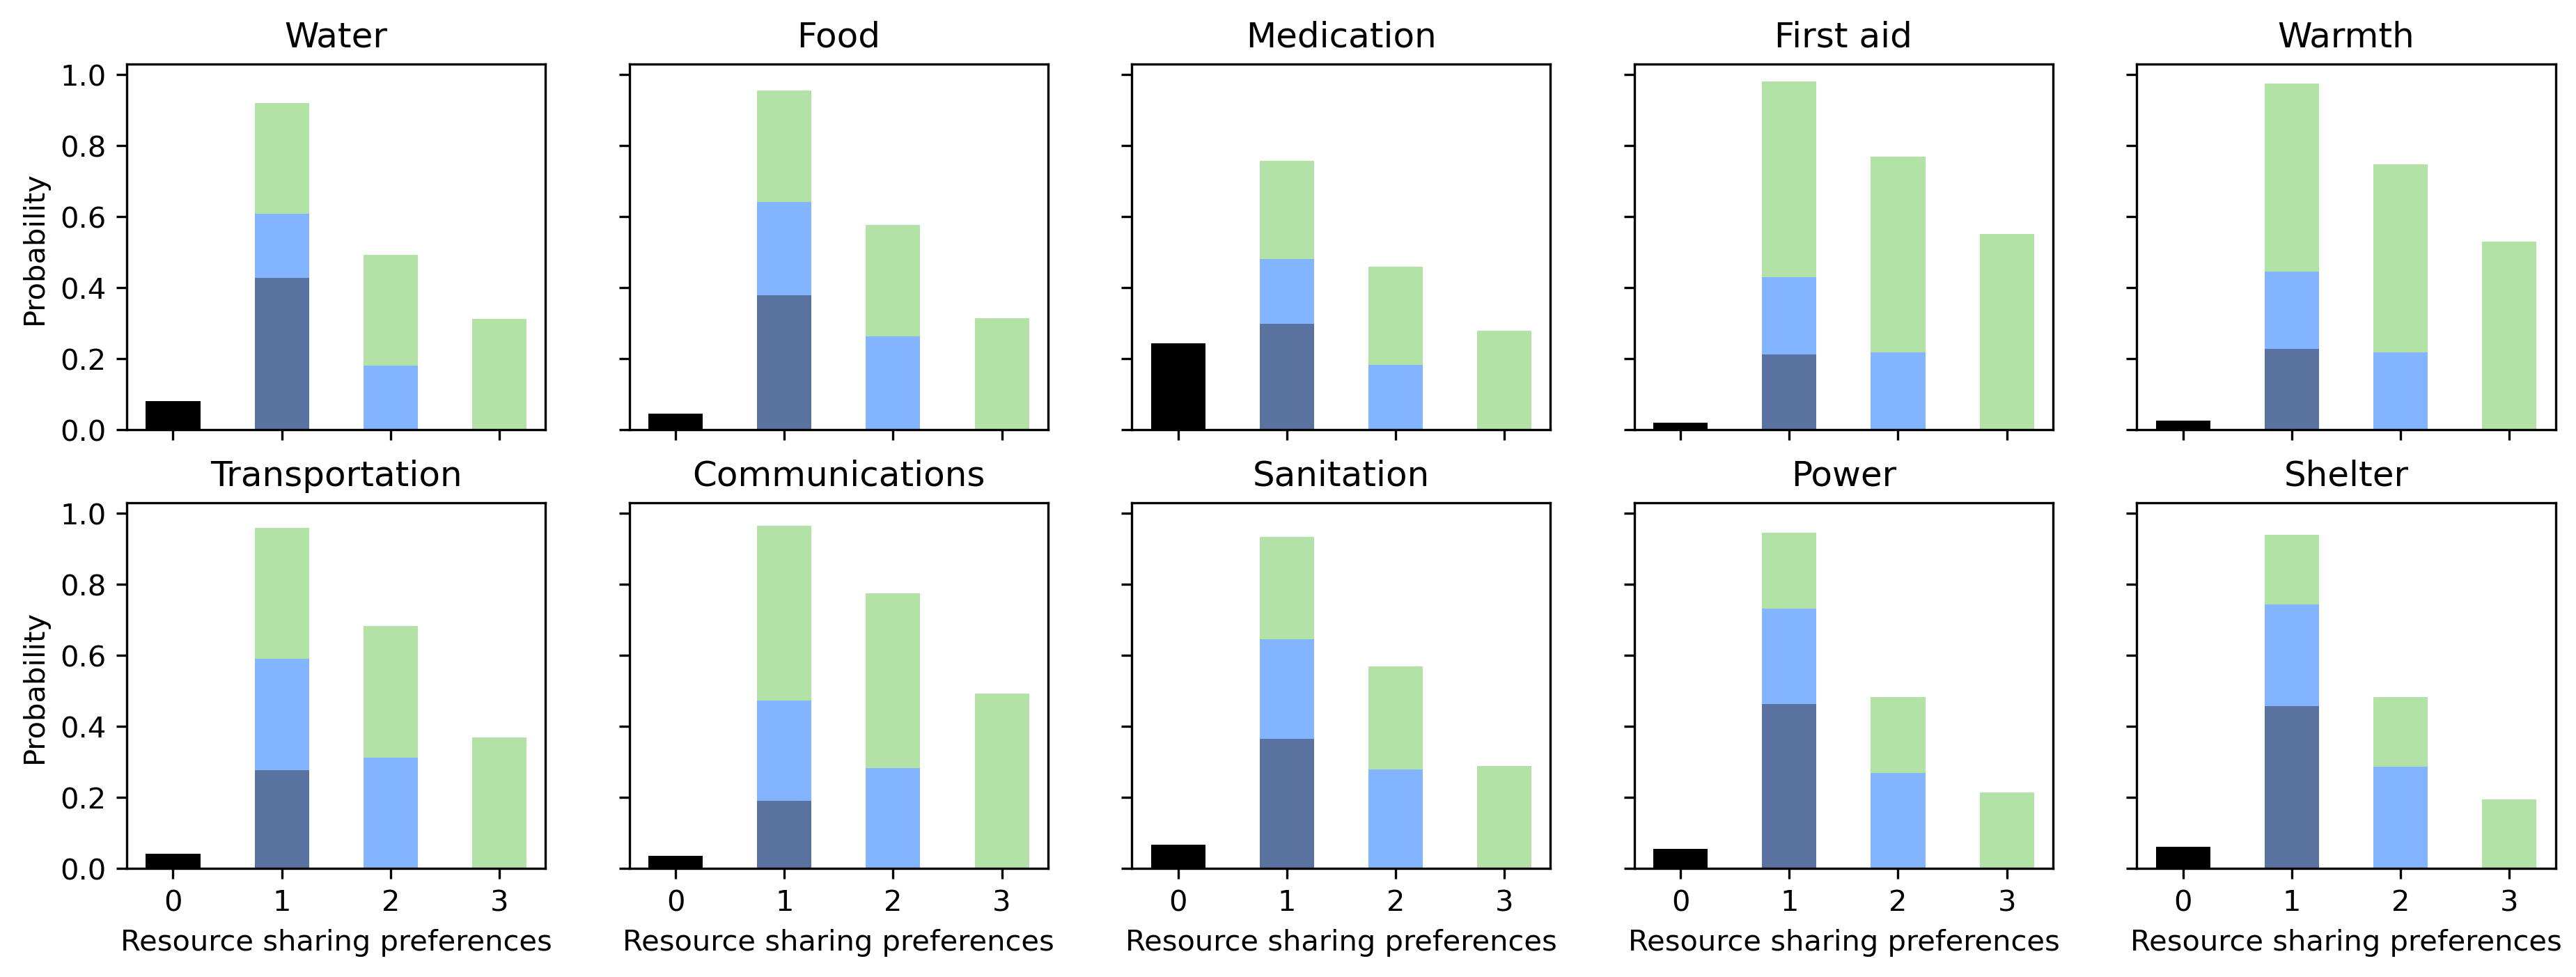 Water Food Medication First aid Warmth
1.0
0.8
0.6
0.4
0.2
0.0
Probability
Transportation Communications Sanitation Power Shelter
1.0
0.8
0.6
0.4
0.2
0.0
Probability
0 1 2 3 0 1 2 3 0 1 2 3 0 1 2 3 0 1 2 3
Resource sharing preferences Resource sharing preferences Resource sharing preferences Resource sharing preferences Resource sharing preferences